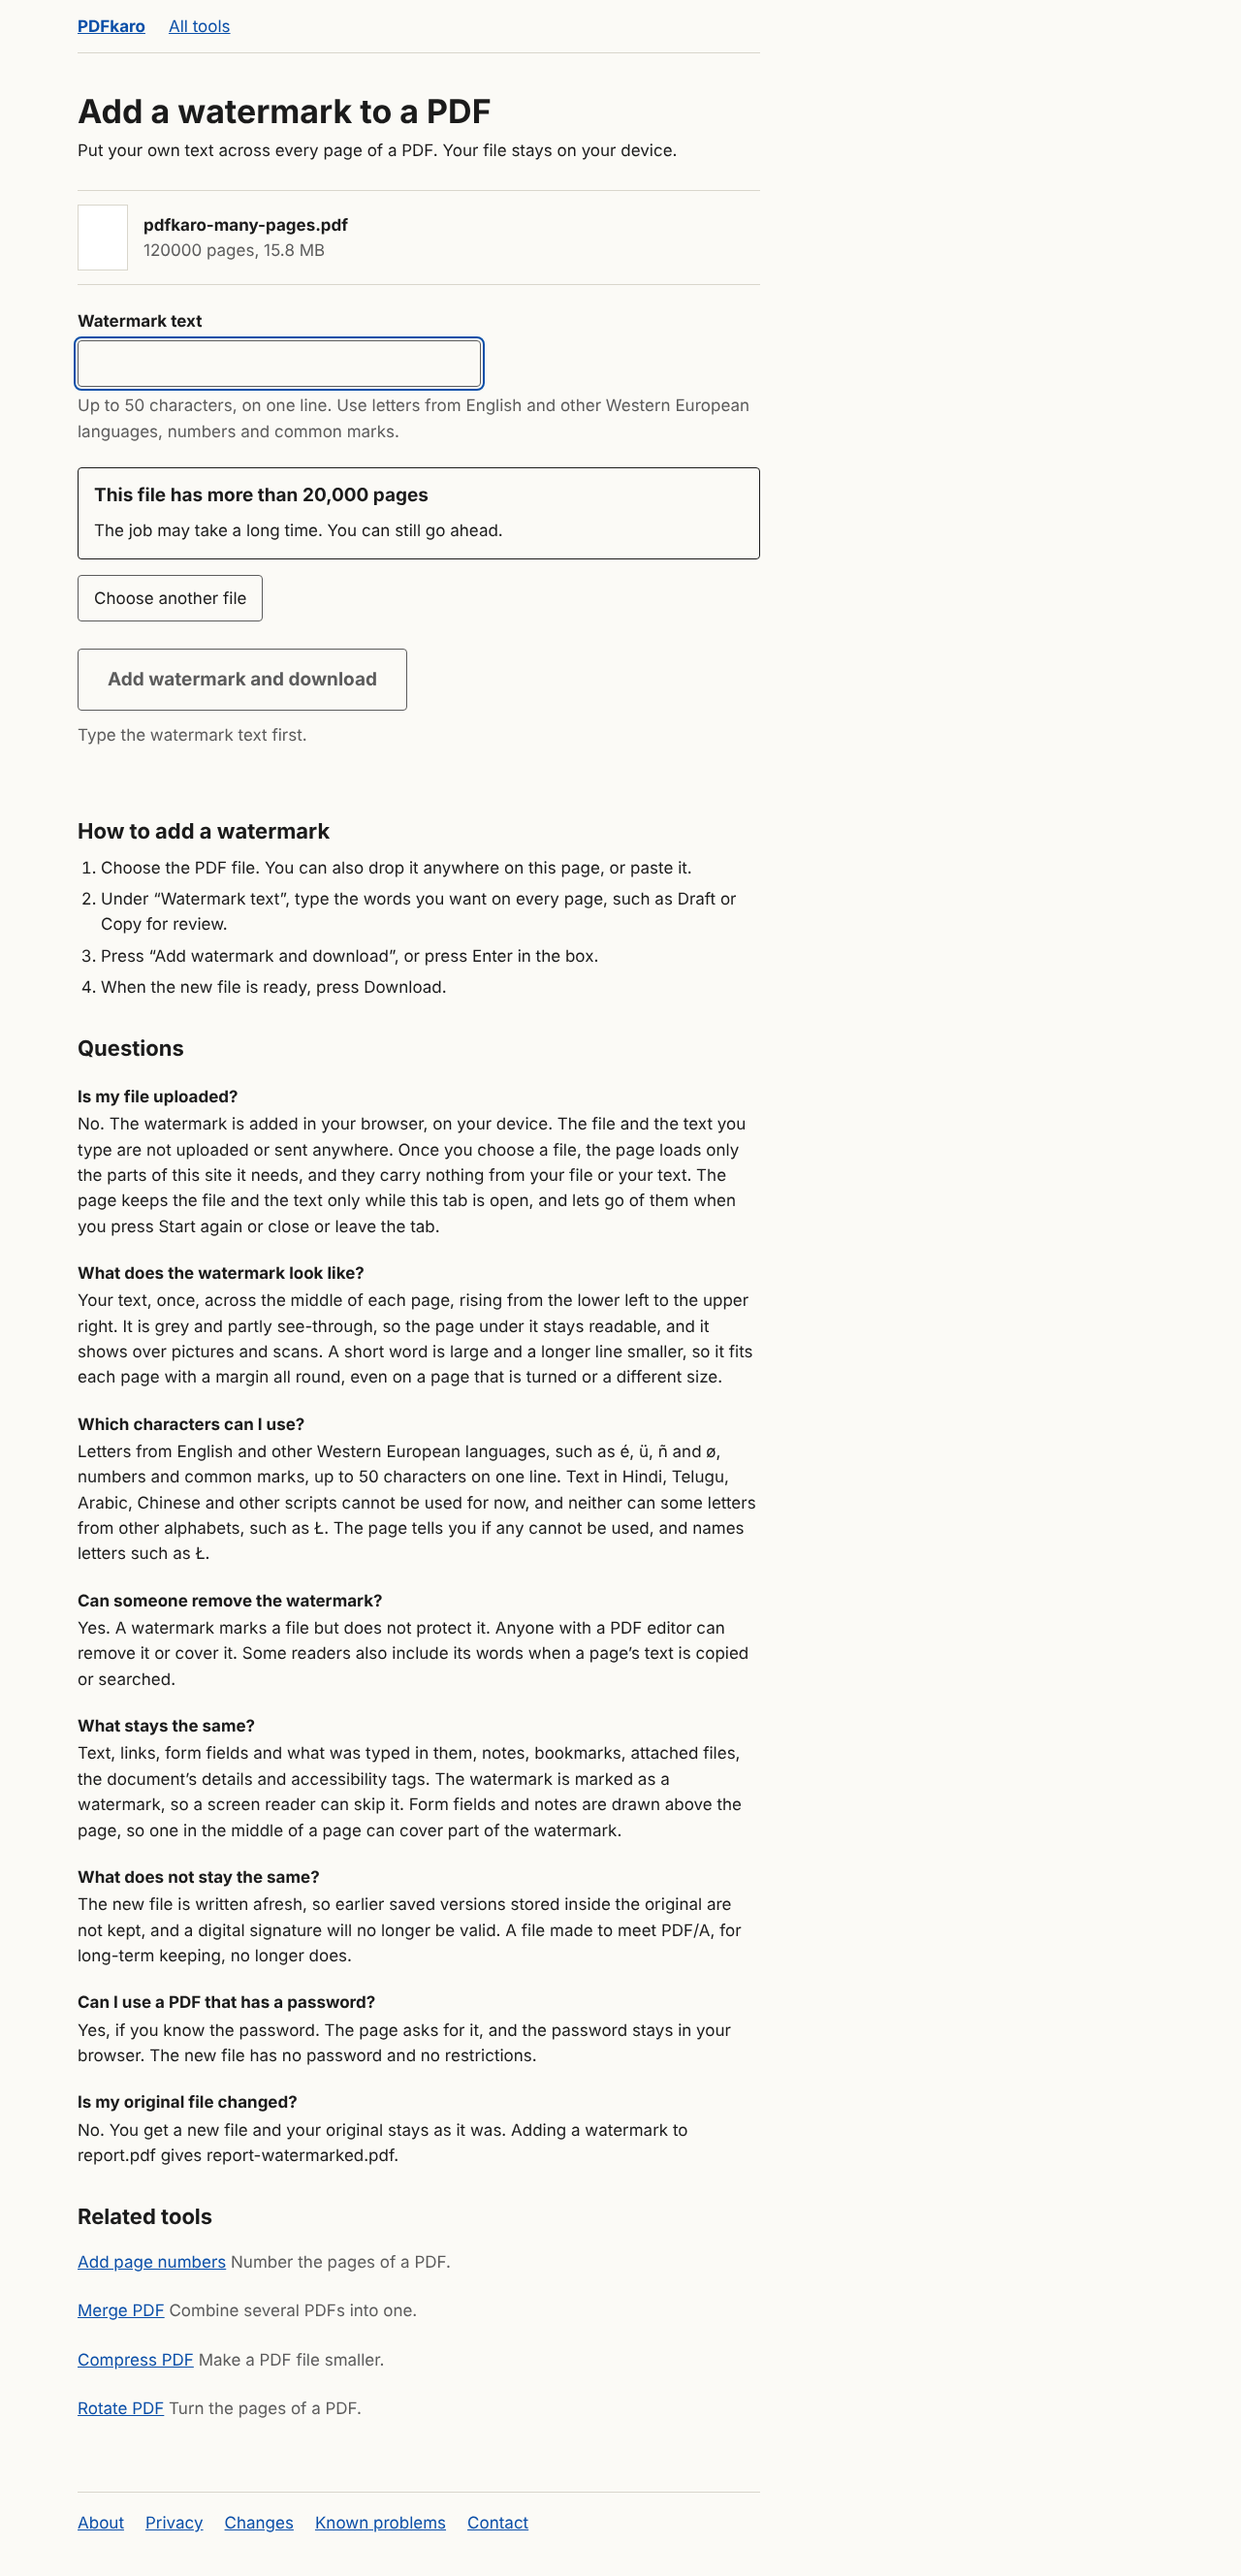 PDFkaro All tools
Add a watermark to a PDF
Put your own text across every page of a PDF. Your file stays on your device.
pdfkaro-many-pages.pdf
120000 pages, 15.8 MB
Watermark text
Up to 50 characters, on one line. Use letters from English and other Western European
languages, numbers and common marks.
This file has more than 20,000 pages
The job may take a long time. You can still go ahead.
Choose another file
Add watermark and download
Type the watermark text first.
How to add a watermark
1. Choose the PDF file. You can also drop it anywhere on this page, or paste it.
2. Under “Watermark text”, type the words you want on every page, such as Draft or
Copy for review.
3. Press “Add watermark and download”, or press Enter in the box.
4. When the new file is ready, press Download.
Questions
Is my file uploaded?
No. The watermark is added in your browser, on your device. The file and the text you
type are not uploaded or sent anywhere. Once you choose a file, the page loads only
the parts of this site it needs, and they carry nothing from your file or your text. The
page keeps the file and the text only while this tab is open, and lets go of them when
you press Start again or close or leave the tab.
What does the watermark look like?
Your text, once, across the middle of each page, rising from the lower left to the upper
right. It is grey and partly see-through, so the page under it stays readable, and it
shows over pictures and scans. A short word is large and a longer line smaller, so it fits
each page with a margin all round, even on a page that is turned or a different size.
Which characters can I use?
Letters from English and other Western European languages, such as é, ü, ñ and ø,
numbers and common marks, up to 50 characters on one line. Text in Hindi, Telugu,
Arabic, Chinese and other scripts cannot be used for now, and neither can some letters
from other alphabets, such as Ł. The page tells you if any cannot be used, and names
letters such as Ł.
Can someone remove the watermark?
Yes. A watermark marks a file but does not protect it. Anyone with a PDF editor can
remove it or cover it. Some readers also include its words when a page’s text is copied
or searched.
What stays the same?
Text, links, form fields and what was typed in them, notes, bookmarks, attached files,
the document’s details and accessibility tags. The watermark is marked as a
watermark, so a screen reader can skip it. Form fields and notes are drawn above the
page, so one in the middle of a page can cover part of the watermark.
What does not stay the same?
The new file is written afresh, so earlier saved versions stored inside the original are
not kept, and a digital signature will no longer be valid. A file made to meet PDF/A, for
long-term keeping, no longer does.
Can I use a PDF that has a password?
Yes, if you know the password. The page asks for it, and the password stays in your
browser. The new file has no password and no restrictions.
Is my original file changed?
No. You get a new file and your original stays as it was. Adding a watermark to
report.pdf gives report-watermarked.pdf.
Related tools
Add page numbers Number the pages of a PDF.
Merge PDF Combine several PDFs into one.
Compress PDF Make a PDF file smaller.
Rotate PDF Turn the pages of a PDF.
About Privacy Changes Known problems Contact